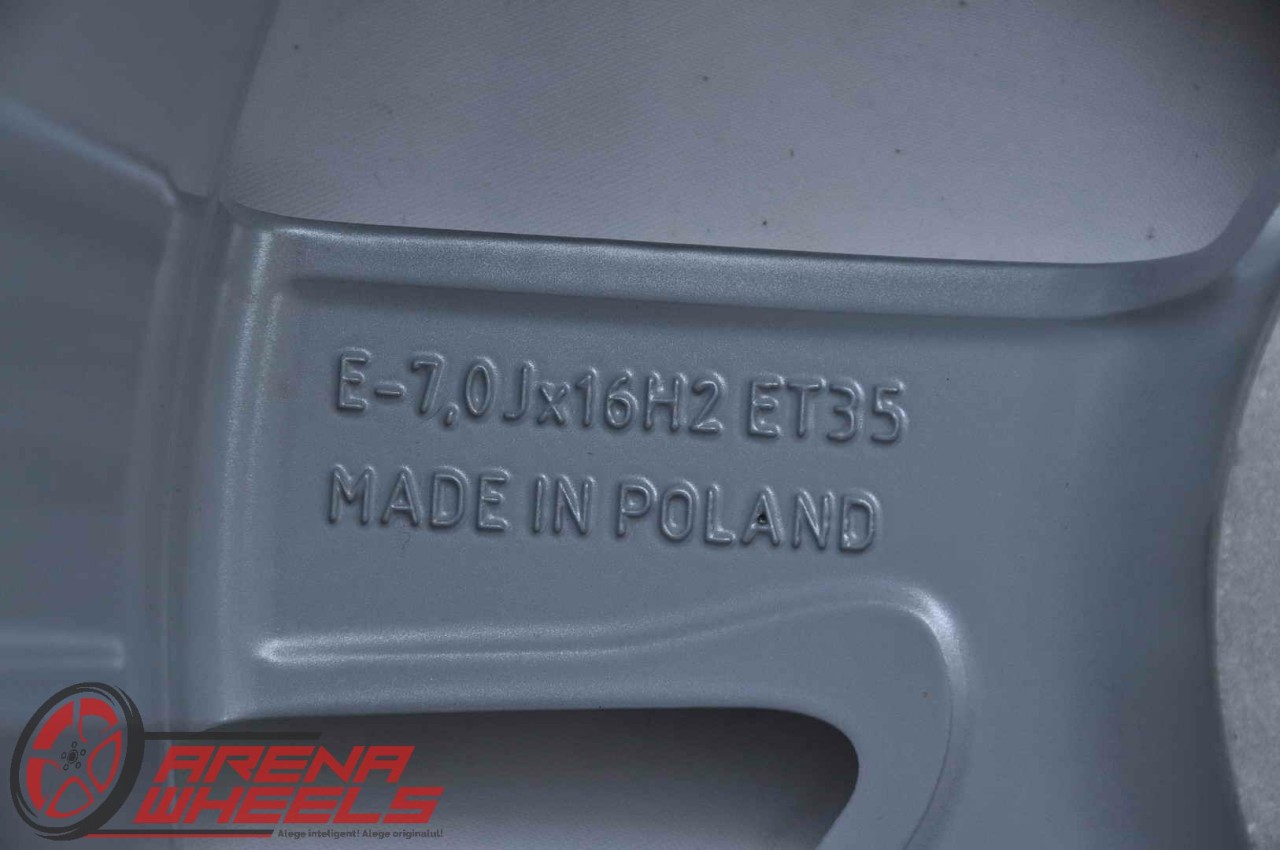 E-7,0Jx16H2 ET35
MADE IN POLAND
ARENA
WHEELS
Alege inteligent! Alege originalul!